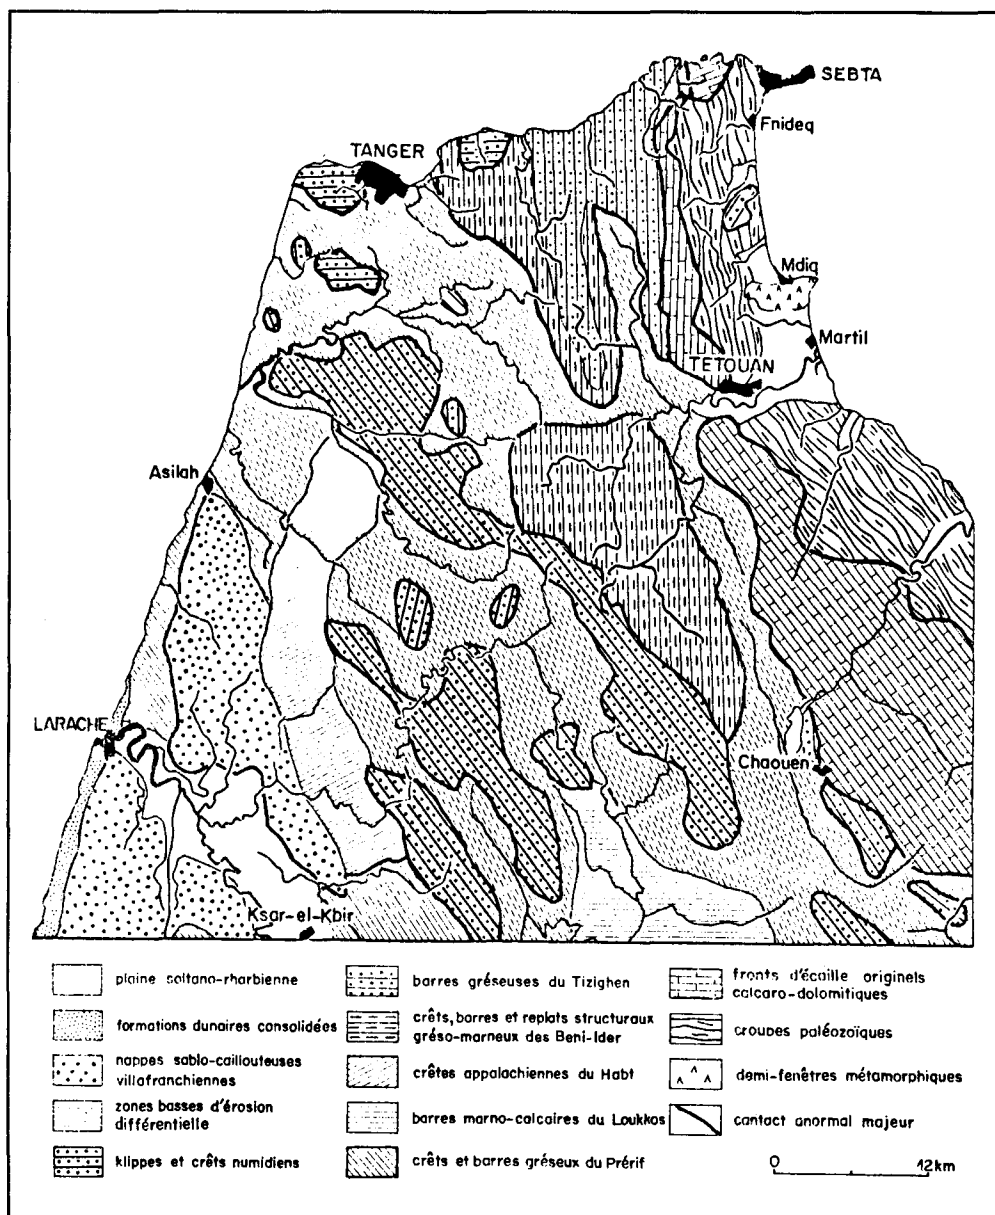 SEBTA
Fnideq
TANGER
Mdiq
Martil
TETOUAN
Asilah
LARACHE
Chaouen
Ksar-el-Kbir
plaine soltano-rharbienne
formations dunaires consolidées
nappes sablo-caillouteuses
villafranchiennes
zones basses d'érosion
différentielle
klippes et crêts numidiens
barres gréseuses du Tizighen
crêts, barres et replats structuraux
gréso-marneux des Beni-Ider
crêtes appalachiennes du Habt
barres marno-calcaires du Loukkos
crêts et barres gréseux du Prérif
fronts d'écaille originels
calcaro-dolomitiques
croupes paléozoïques
demi-fenêtres métamorphiques
contact anormal majeur
0 12km